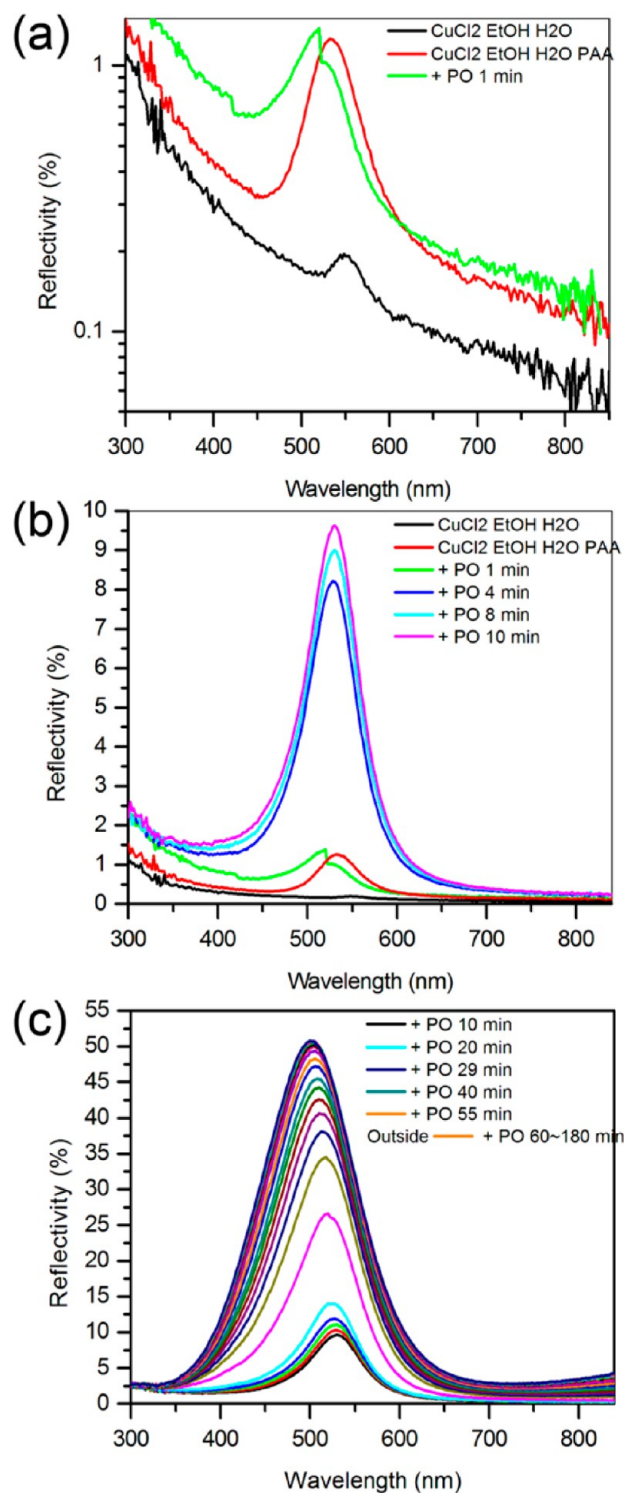 (a)
CuCl2 EtOH H2O
CuCl2 EtOH H2O PAA
+ PO 1 min
1
0.1
Reflectivity (%)
300 400 500 600 700 800
Wavelength (nm)
(b)
CuCl2 EtOH H2O
CuCl2 EtOH H2O PAA
+ PO 1 min
+ PO 4 min
+ PO 8 min
+ PO 10 min
10
9
8
7
6
5
4
3
2
1
0
Reflectivity (%)
300 400 500 600 700 800
Wavelength (nm)
(c)
+ PO 10 min
+ PO 20 min
+ PO 29 min
+ PO 40 min
+ PO 55 min
Outside + PO 60~180 min
55
50
45
40
35
30
25
20
15
10
5
0
Reflectivity (%)
300 400 500 600 700 800
Wavelength (nm)